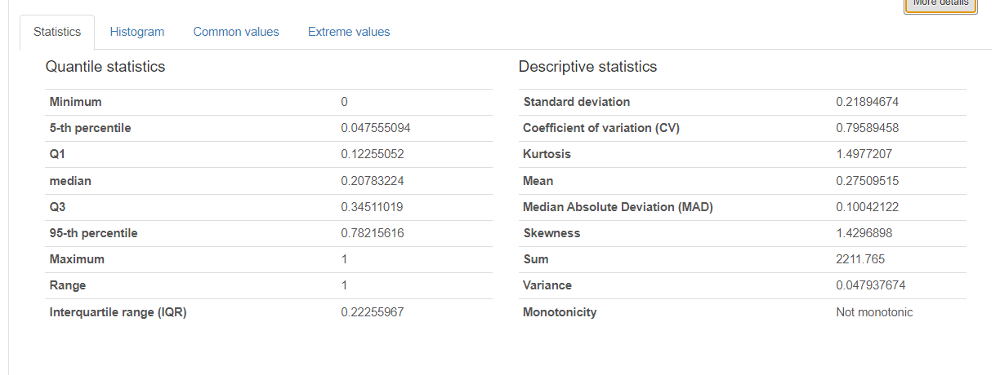 More details
Statistics Histogram Common values Extreme values
Quantile statistics
Minimum 0
5-th percentile 0.047555094
Q1 0.12255052
median 0.20783224
Q3 0.34511019
95-th percentile 0.78215616
Maximum 1
Range 1
Interquartile range (IQR) 0.22255967
Descriptive statistics
Standard deviation 0.21894674
Coefficient of variation (CV) 0.79589458
Kurtosis 1.4977207
Mean 0.27509515
Median Absolute Deviation (MAD) 0.10042122
Skewness 1.4296898
Sum 2211.765
Variance 0.047937674
Monotonicity Not monotonic